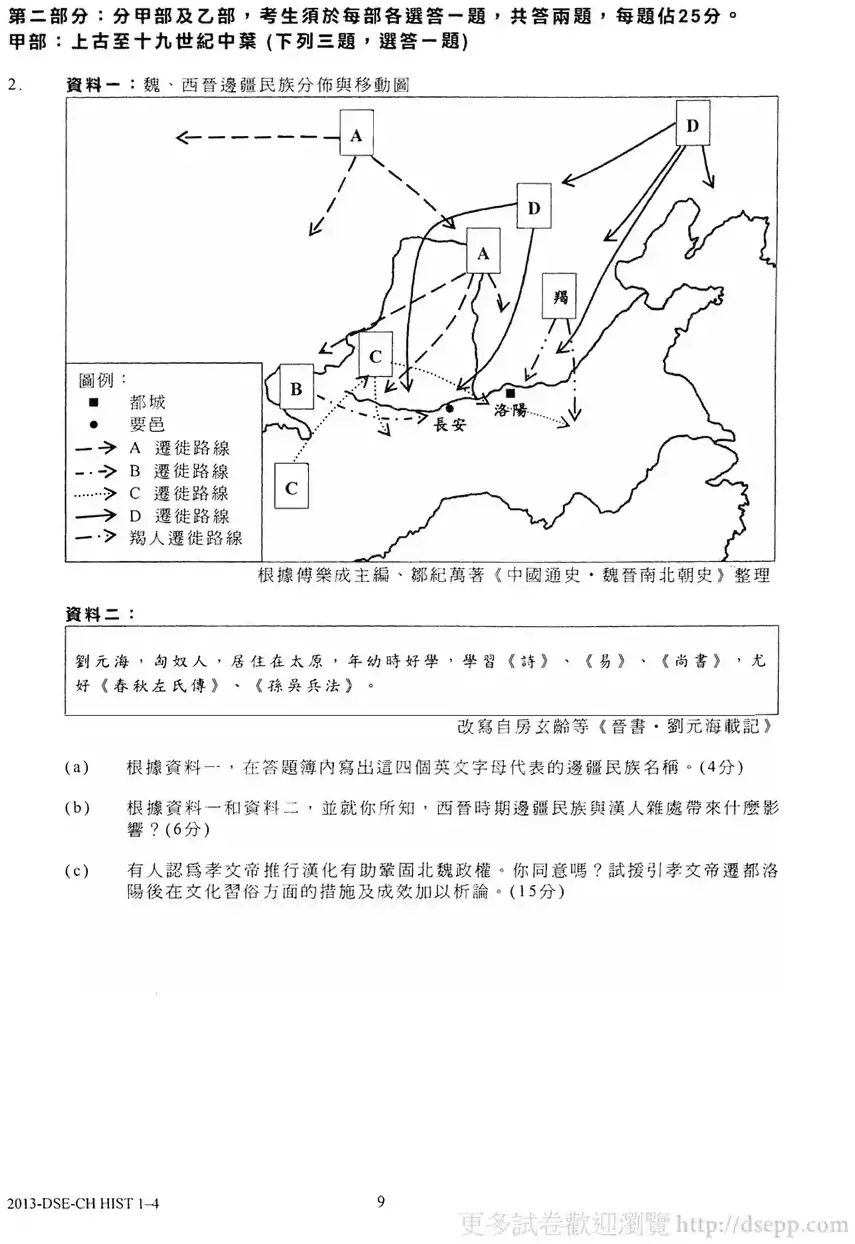 第二部分：分甲部及乙部，考生須於每部各選答一題，共答兩題，每題佔25分。
甲部：上古至十九世紀中葉 (下列三題，選答一題)
2. 資料一：魏、西晉邊疆民族分佈與移動圖
A
D
D
A
羯
C
B
長安
洛陽
C
圖例：
■ 都城
● 要邑
A 遷徙路線
B 遷徙路線
C 遷徙路線
D 遷徙路線
羯人遷徙路線
根據傅樂成主編、鄒紀萬著《中國通史・魏晉南北朝史》整理
資料二：
劉元海，匈奴人，居住在太原，年幼時好學，學習《詩》、《易》、《尚書》，尤
好《春秋左氏傳》、《孫吳兵法》。
改寫自房玄齡等《晉書・劉元海載記》
(a) 根據資料一，在答題簿內寫出這四個英文字母代表的邊疆民族名稱。(4分)
(b) 根據資料一和資料二，並就你所知，西晉時期邊疆民族與漢人雜處帶來什麼影
響？(6分)
(c) 有人認為孝文帝推行漢化有助鞏固北魏政權。你同意嗎？試援引孝文帝遷都洛
陽後在文化習俗方面的措施及成效加以析論。(15分)
2013-DSE-CH HIST 1–4
9
更多試卷歡迎瀏覽 http://dsepp.com/